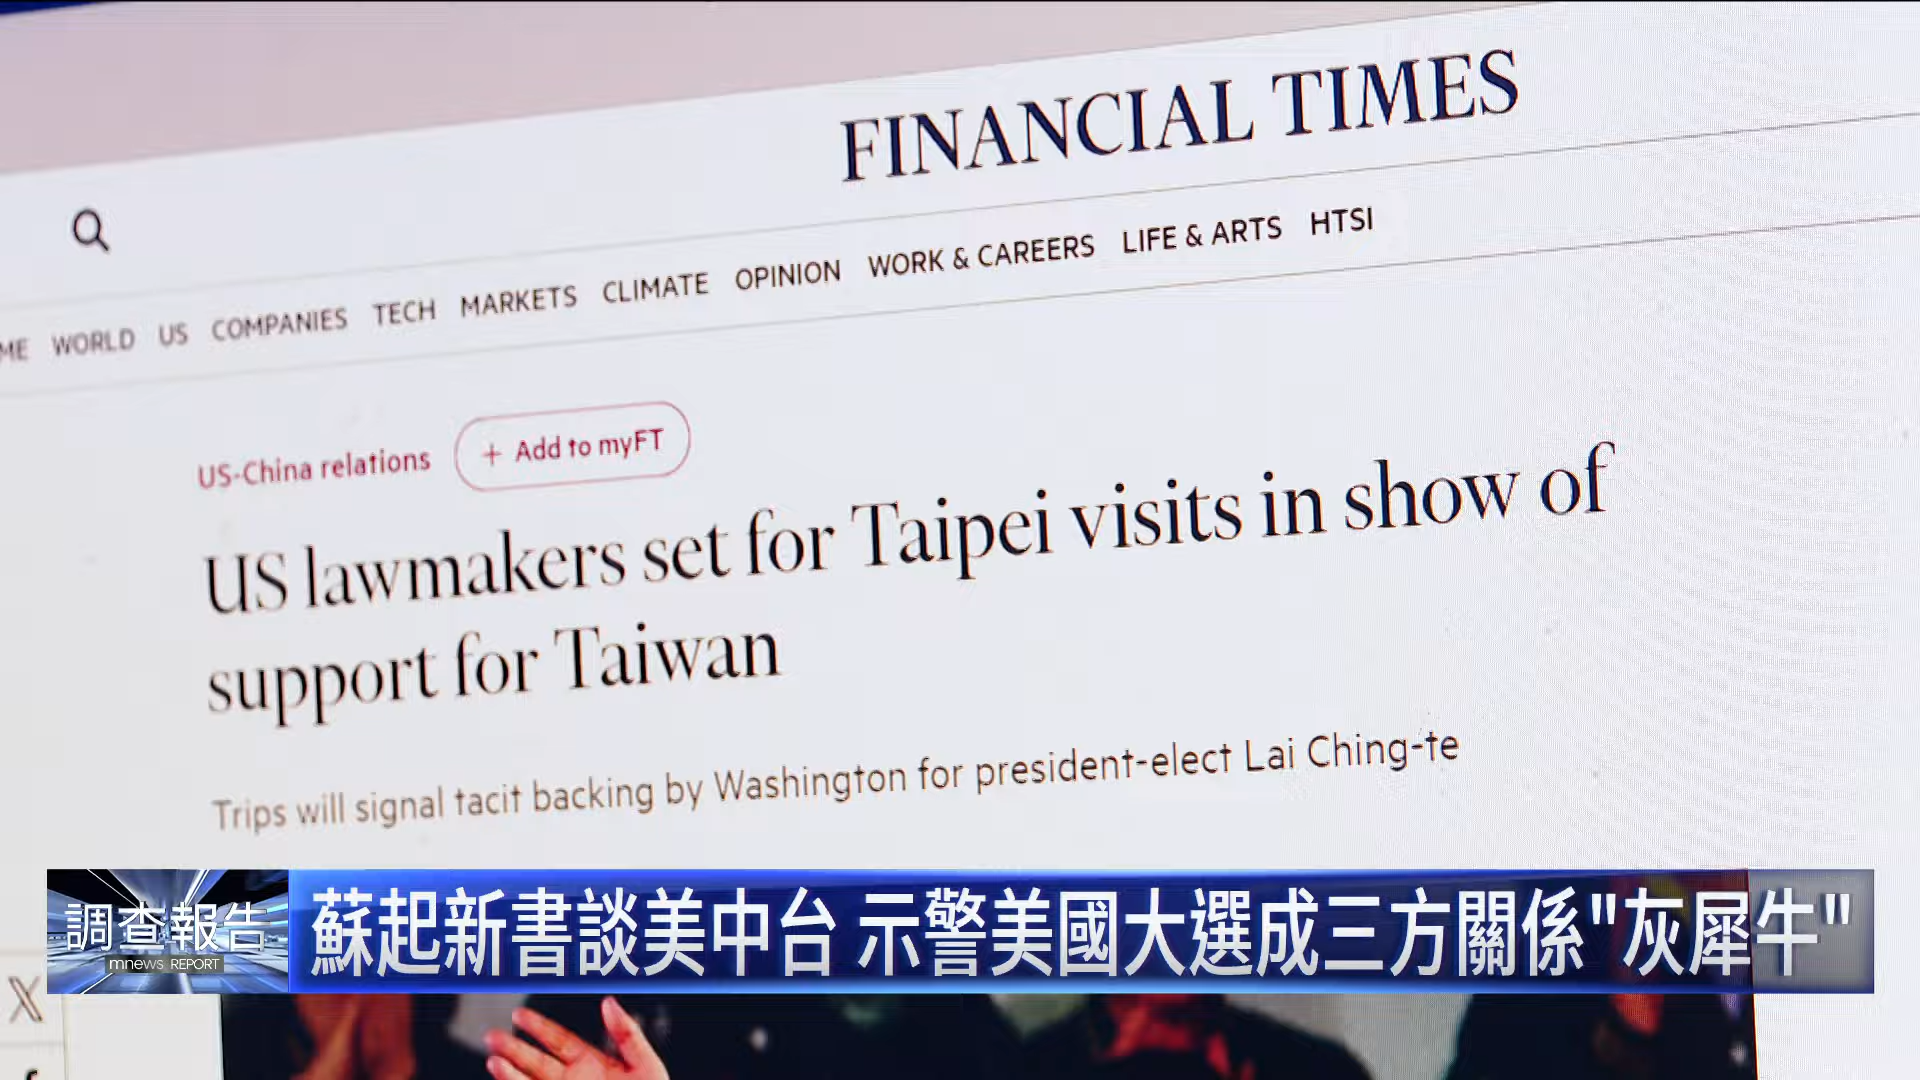 FINANCIAL TIMES
ME WORLD US COMPANIES TECH MARKETS CLIMATE OPINION WORK & CAREERS LIFE & ARTS HTSI
US-China relations + Add to myFT
US lawmakers set for Taipei visits in show of
support for Taiwan
Trips will signal tacit backing by Washington for president-elect Lai Ching-te
調查報告
mnews REPORT
蘇起新書談美中台 示警美國大選成三方關係"灰犀牛"